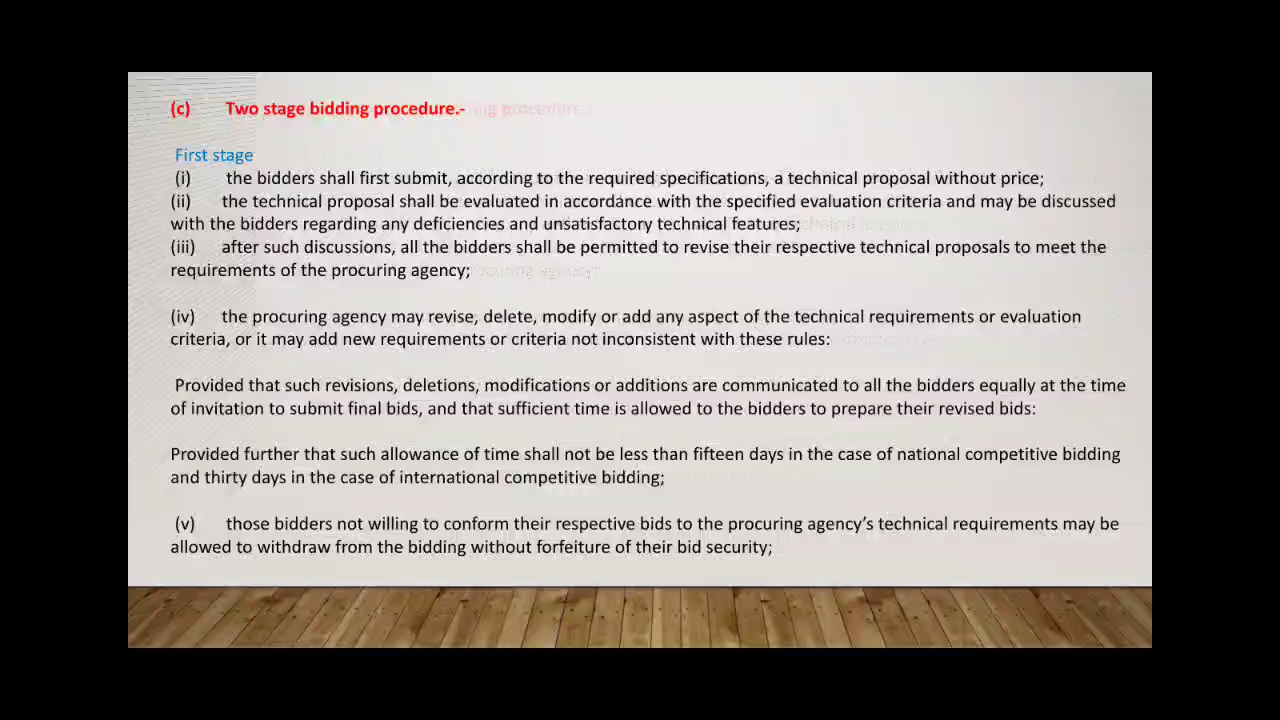 (c) Two stage bidding procedure.-
First stage
(i) the bidders shall first submit, according to the required specifications, a technical proposal without price;
(ii) the technical proposal shall be evaluated in accordance with the specified evaluation criteria and may be discussed
with the bidders regarding any deficiencies and unsatisfactory technical features;
(iii) after such discussions, all the bidders shall be permitted to revise their respective technical proposals to meet the
requirements of the procuring agency;
(iv) the procuring agency may revise, delete, modify or add any aspect of the technical requirements or evaluation
criteria, or it may add new requirements or criteria not inconsistent with these rules:
Provided that such revisions, deletions, modifications or additions are communicated to all the bidders equally at the time
of invitation to submit final bids, and that sufficient time is allowed to the bidders to prepare their revised bids:
Provided further that such allowance of time shall not be less than fifteen days in the case of national competitive bidding
and thirty days in the case of international competitive bidding;
(v) those bidders not willing to conform their respective bids to the procuring agency’s technical requirements may be
allowed to withdraw from the bidding without forfeiture of their bid security;